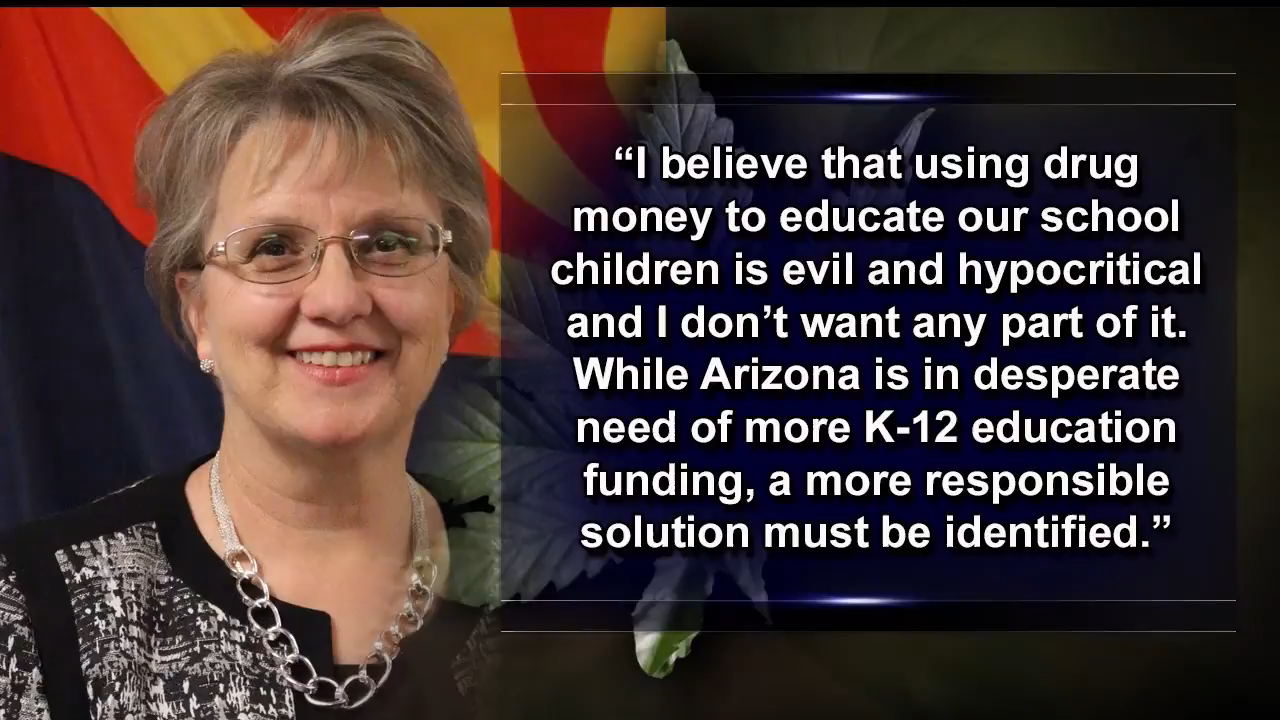 “I believe that using drug
money to educate our school
children is evil and hypocritical
and I don’t want any part of it.
While Arizona is in desperate
need of more K-12 education
funding, a more responsible
solution must be identified.”